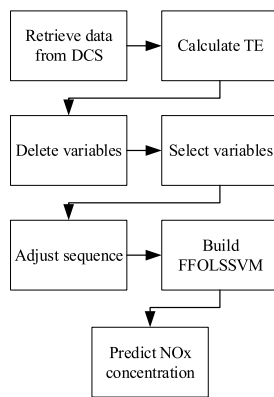 Retrieve data
from DCS
Calculate TE
Delete variables
Select variables
Adjust sequence
Build
FFOLSSVM
Predict NOx
concentration